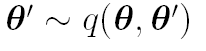 𝜽′ ∼ q(𝜽, 𝜽′)